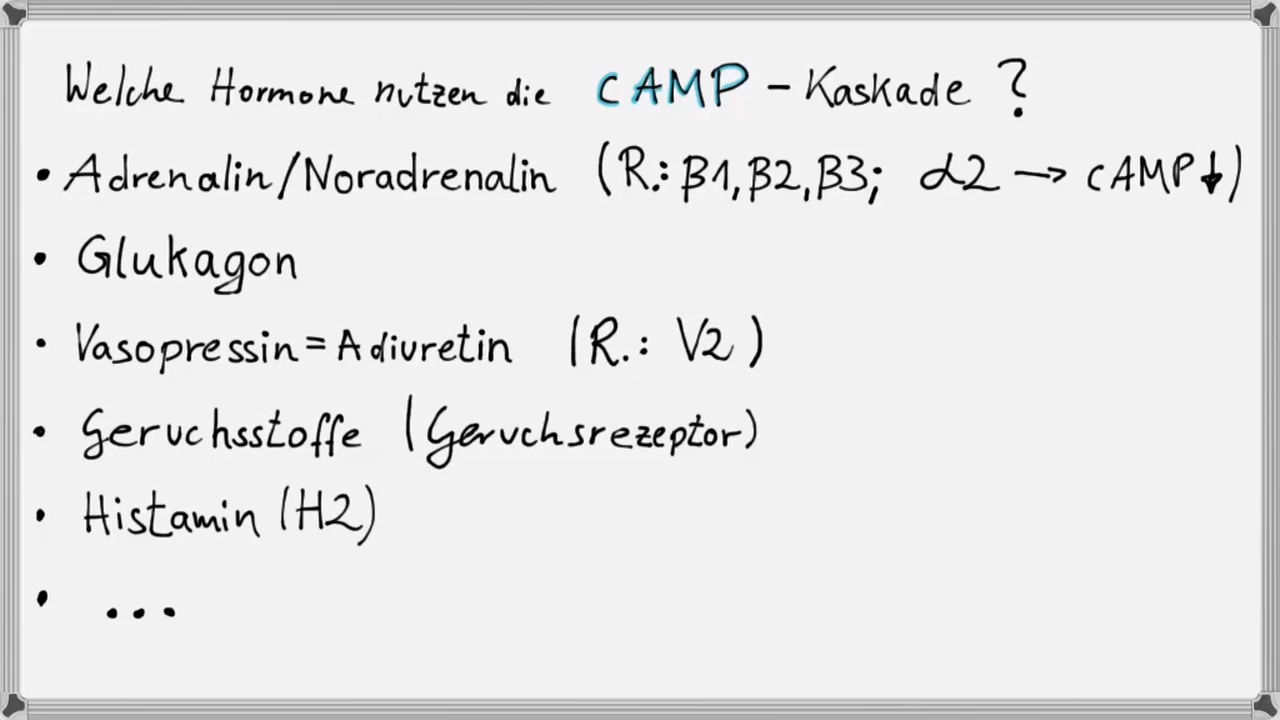 Welche Hormone nutzen die cAMP - Kaskade ?
• Adrenalin/Noradrenalin (R.: β1, β2, β3; α2 → cAMP↓)
• Glukagon
• Vasopressin = Adiuretin (R.: V2)
• Geruchsstoffe (Geruchsrezeptor)
• Histamin (H2)
• ...